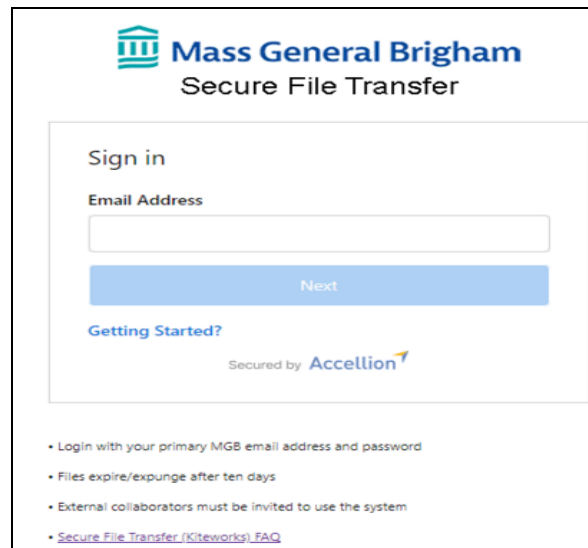 Mass General Brigham
Secure File Transfer
Sign in
Email Address
Next
Getting Started?
Secured by Accellion
• Login with your primary MGB email address and password
• Files expire/expunge after ten days
• External collaborators must be invited to use the system
• Secure File Transfer (Kiteworks) FAQ